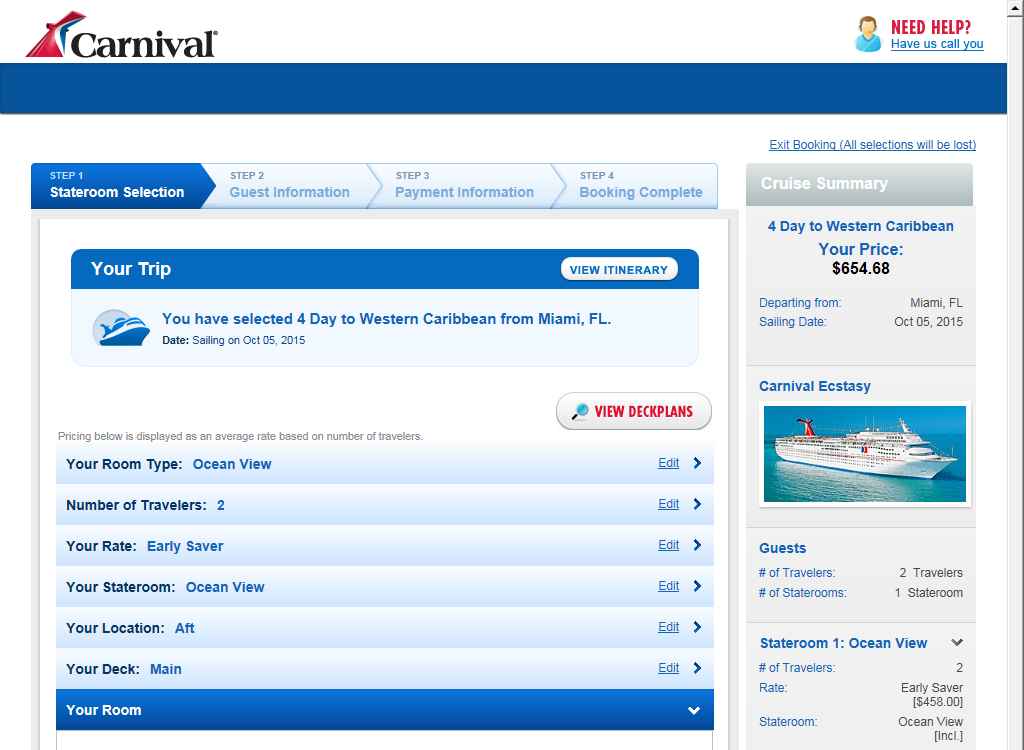 Carnival®
NEED HELP?
Have us call you
Exit Booking (All selections will be lost)
STEP 1
Stateroom Selection
STEP 2
Guest Information
STEP 3
Payment Information
STEP 4
Booking Complete
Your Trip
VIEW ITINERARY
You have selected 4 Day to Western Caribbean from Miami, FL.
Date: Sailing on Oct 05, 2015
VIEW DECKPLANS
Pricing below is displayed as an average rate based on number of travelers.
Your Room Type: Ocean View Edit
Number of Travelers: 2 Edit
Your Rate: Early Saver Edit
Your Stateroom: Ocean View Edit
Your Location: Aft Edit
Your Deck: Main Edit
Your Room
Cruise Summary
4 Day to Western Caribbean
Your Price:
$654.68
Departing from: Miami, FL
Sailing Date: Oct 05, 2015
Carnival Ecstasy
Guests
# of Travelers: 2 Travelers
# of Staterooms: 1 Stateroom
Stateroom 1: Ocean View
# of Travelers: 2
Rate: Early Saver
[$458.00]
Stateroom: Ocean View
[Incl.]